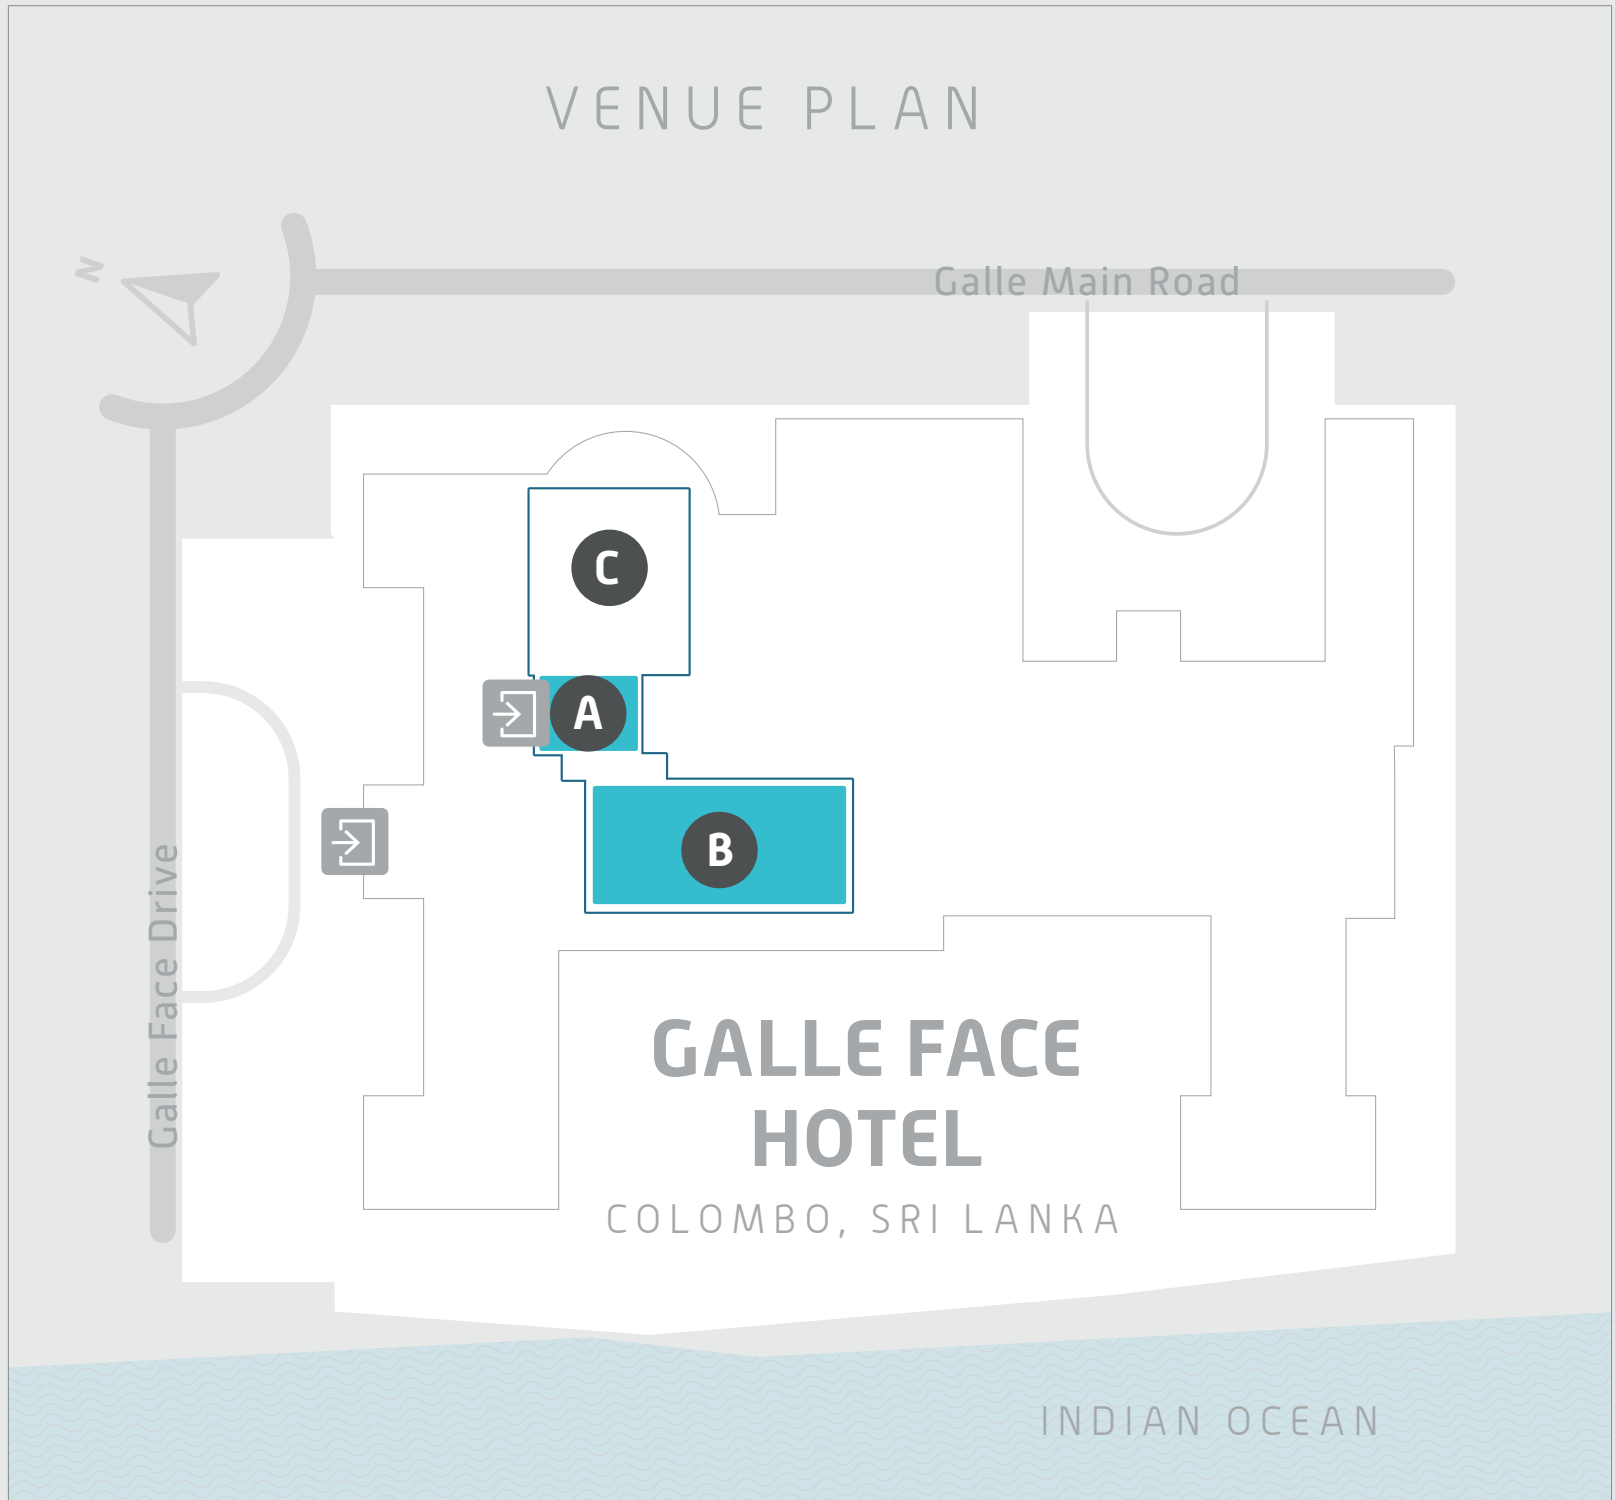 VENUE PLAN
N
Galle Main Road
C
A
B
Galle Face Drive
GALLE FACE
HOTEL
COLOMBO, SRI LANKA
INDIAN OCEAN